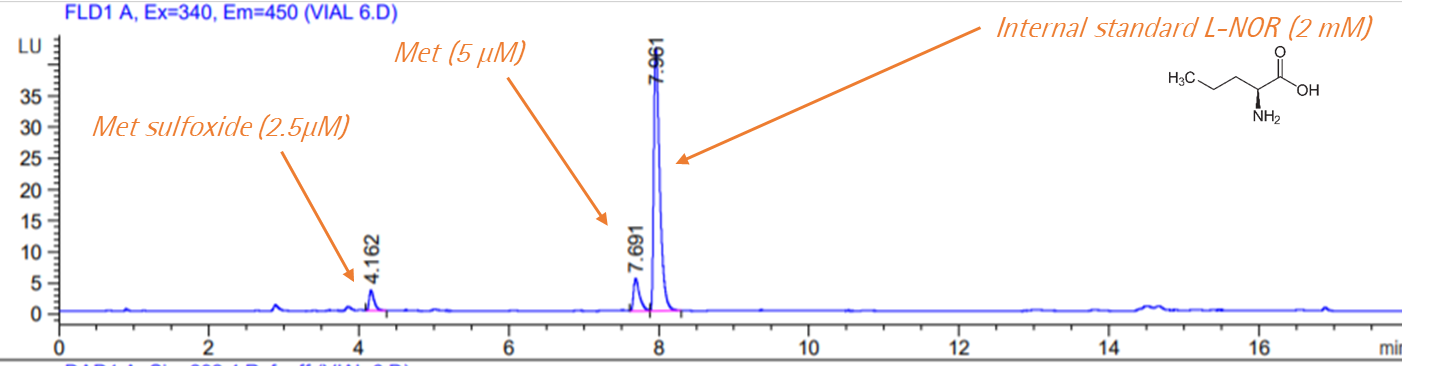 FLD1 A, Ex=340, Em=450 (VIAL 6.D)
Internal standard L-NOR (2 mM)
LU
Met (5 µM)
Met sulfoxide (2.5µM)
7.961
7.691
4.162
H₃C
O
OH
NH₂
35
30
25
20
15
10
5
0
0 2 4 6 8 10 12 14 16 min